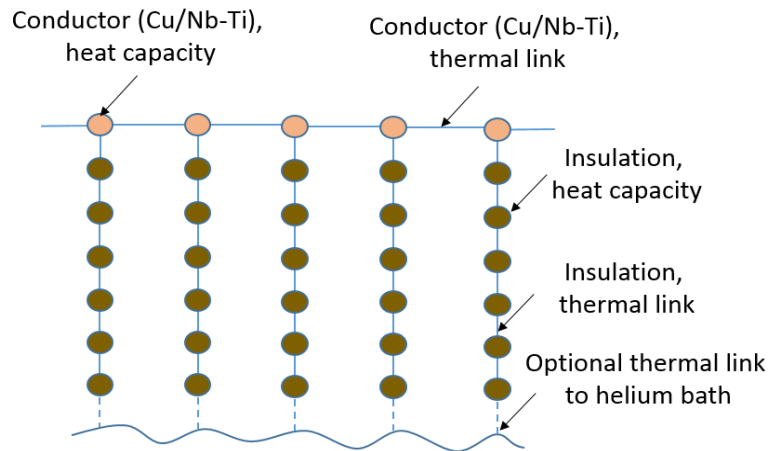 Conductor (Cu/Nb-Ti),
heat capacity
Conductor (Cu/Nb-Ti),
thermal link
Insulation,
heat capacity
Insulation,
thermal link
Optional thermal link
to helium bath